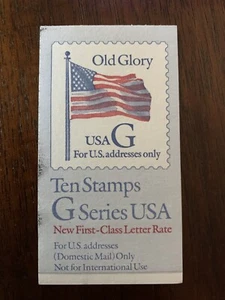 Old Glory
USA G
For U.S. addresses only
Ten Stamps
G Series USA
New First-Class Letter Rate
For U.S. addresses
(Domestic Mail) Only
Not for International Use